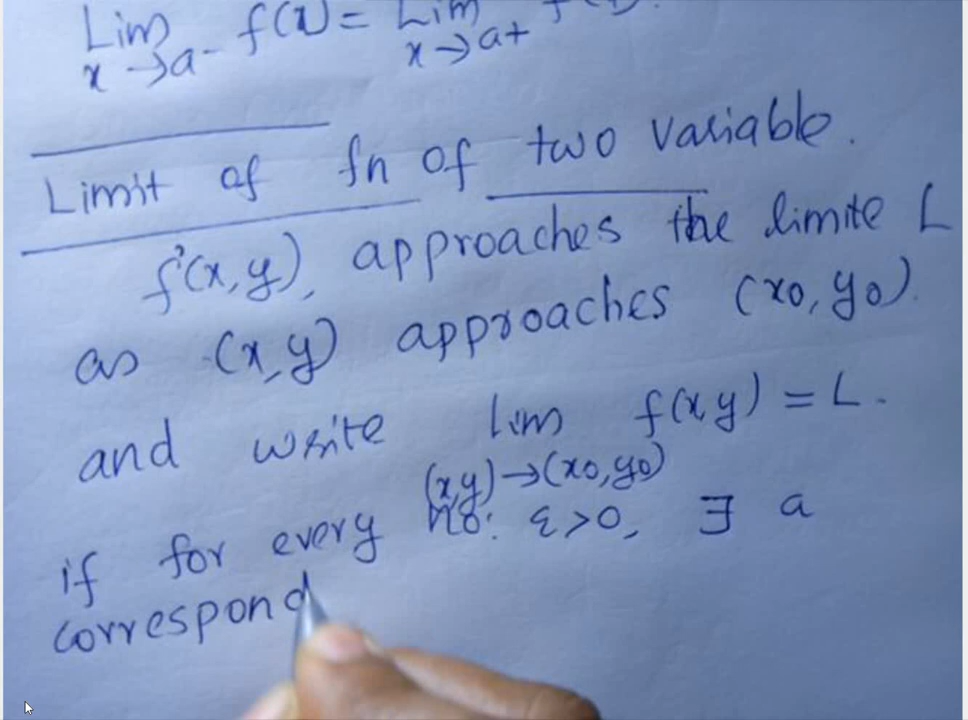 Lim f(x) = Lim
x→a- x→a+
Limit of fn of two variable.
f(x,y), approaches the limite L
as (x,y) approaches (x0,y0).
and write lim f(x,y) = L.
(x,y)→(x0,y0)
if for every no: ε>0, ∃ a
correspond